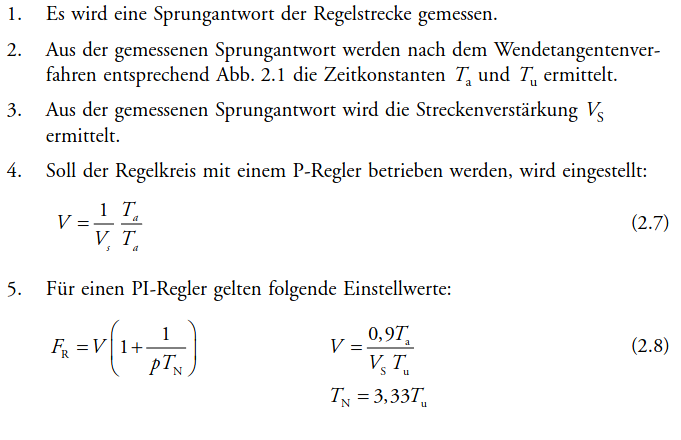 1. Es wird eine Sprungantwort der Regelstrecke gemessen.
2. Aus der gemessenen Sprungantwort werden nach dem Wendetangentenver-
fahren entsprechend Abb. 2.1 die Zeitkonstanten T_a und T_u ermittelt.
3. Aus der gemessenen Sprungantwort wird die Streckenverstärkung V_S
ermittelt.
4. Soll der Regelkreis mit einem P-Regler betrieben werden, wird eingestellt:
V = \frac{1}{V_s} \frac{T_a}{T_a} (2.7)
5. Für einen PI-Regler gelten folgende Einstellwerte:
F_R = V \left( 1 + \frac{1}{pT_N} \right) V = \frac{0,9T_a}{V_S T_u} (2.8)
T_N = 3,33T_u